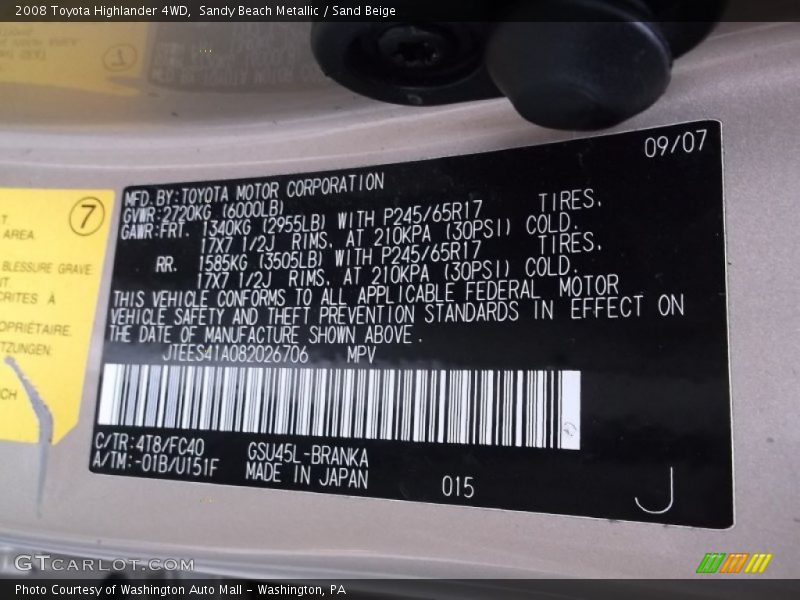 2008 Toyota Highlander 4WD,  Sandy Beach Metallic / Sand Beige
09/07
MFD. BY: TOYOTA MOTOR CORPORATION
GVWR: 2720KG (6000LB)
GAWR: FRT. 1340KG (2955LB) WITH P245/65R17 TIRES,
17X7 1/2J RIMS, AT 210KPA (30PSI) COLD.
RR. 1585KG (3505LB) WITH P245/65R17 TIRES,
17X7 1/2J RIMS, AT 210KPA (30PSI) COLD.
THIS VEHICLE CONFORMS TO ALL APPLICABLE FEDERAL MOTOR
VEHICLE SAFETY AND THEFT PREVENTION STANDARDS IN EFFECT ON
THE DATE OF MANUFACTURE SHOWN ABOVE.
JTEES41A082026706 MPV
C/TR: 4T8/FC40 GSU45L-BRANKA
A/TM: -01B/U151F MADE IN JAPAN
015
J
7
AREA.
BLESSURE GRAVE
CRITES À
OPRIÉTAIRE.
TZUNGEN:
CH
GTCARLOT.COM
Photo Courtesy of Washington Auto Mall - Washington, PA